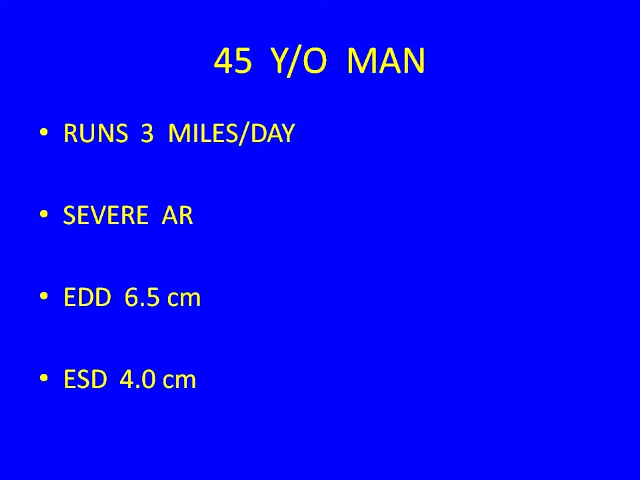 45 Y/O MAN
• RUNS 3 MILES/DAY
• SEVERE AR
• EDD 6.5 cm
• ESD 4.0 cm